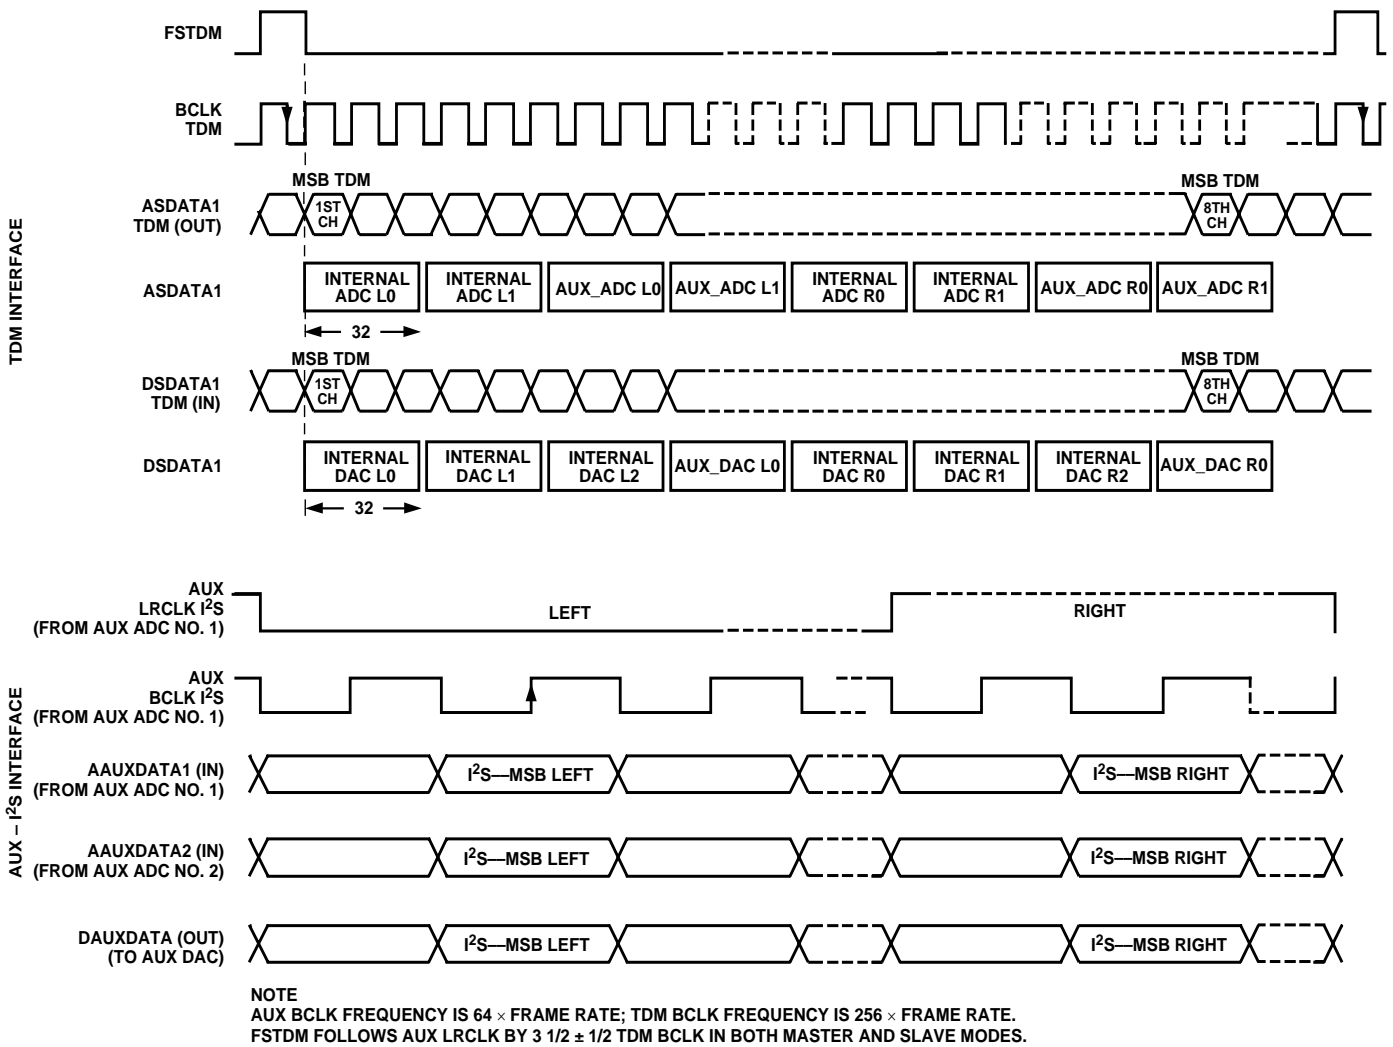 FSTDM
BCLK
TDM
MSB TDM
MSB TDM
ASDATA1
TDM (OUT)
1ST
CH
8TH
CH
ASDATA1
INTERNAL
ADC L0
INTERNAL
ADC L1
AUX_ADC L0
AUX_ADC L1
INTERNAL
ADC R0
INTERNAL
ADC R1
AUX_ADC R0
AUX_ADC R1
32
TDM INTERFACE
MSB TDM
MSB TDM
DSDATA1
TDM (IN)
1ST
CH
8TH
CH
DSDATA1
INTERNAL
DAC L0
INTERNAL
DAC L1
INTERNAL
DAC L2
AUX_DAC L0
INTERNAL
DAC R0
INTERNAL
DAC R1
INTERNAL
DAC R2
AUX_DAC R0
32
AUX
LRCLK I²S
(FROM AUX ADC NO. 1)
LEFT
RIGHT
AUX
BCLK I²S
(FROM AUX ADC NO. 1)
AUX – I²S INTERFACE
AAUXDATA1 (IN)
(FROM AUX ADC NO. 1)
I²S—MSB LEFT
I²S—MSB RIGHT
AAUXDATA2 (IN)
(FROM AUX ADC NO. 2)
I²S—MSB LEFT
I²S—MSB RIGHT
DAUXDATA (OUT)
(TO AUX DAC)
I²S—MSB LEFT
I²S—MSB RIGHT
NOTE
AUX BCLK FREQUENCY IS 64 × FRAME RATE; TDM BCLK FREQUENCY IS 256 × FRAME RATE.
FSTDM FOLLOWS AUX LRCLK BY 3 1/2 ± 1/2 TDM BCLK IN BOTH MASTER AND SLAVE MODES.